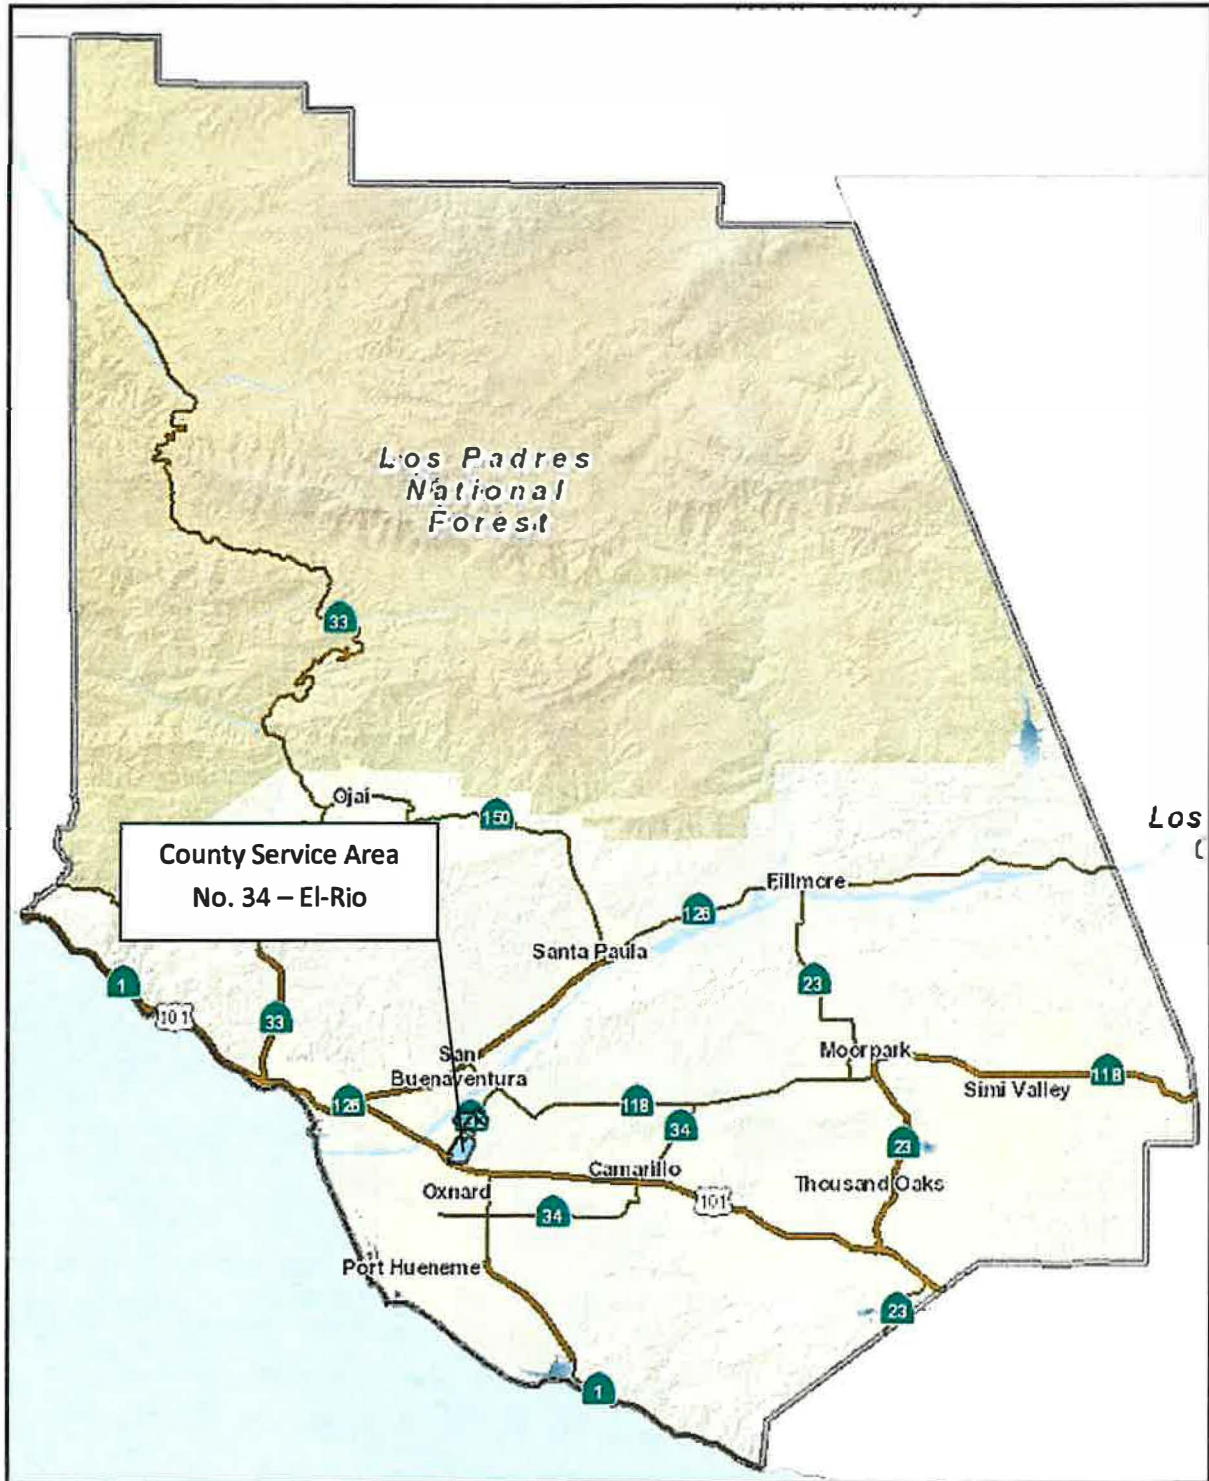 Los Padres
National
Forest
33
Ojai
150
Los
County Service Area
No. 34 – El-Rio
Fillmore
126
Santa Paula
1
101
33
23
San
Buenaventura
Moorpark
118
Simi Valley
126
118
34
23
Camarillo
Thousand Oaks
Oxnard
101
34
Port Hueneme
23
1